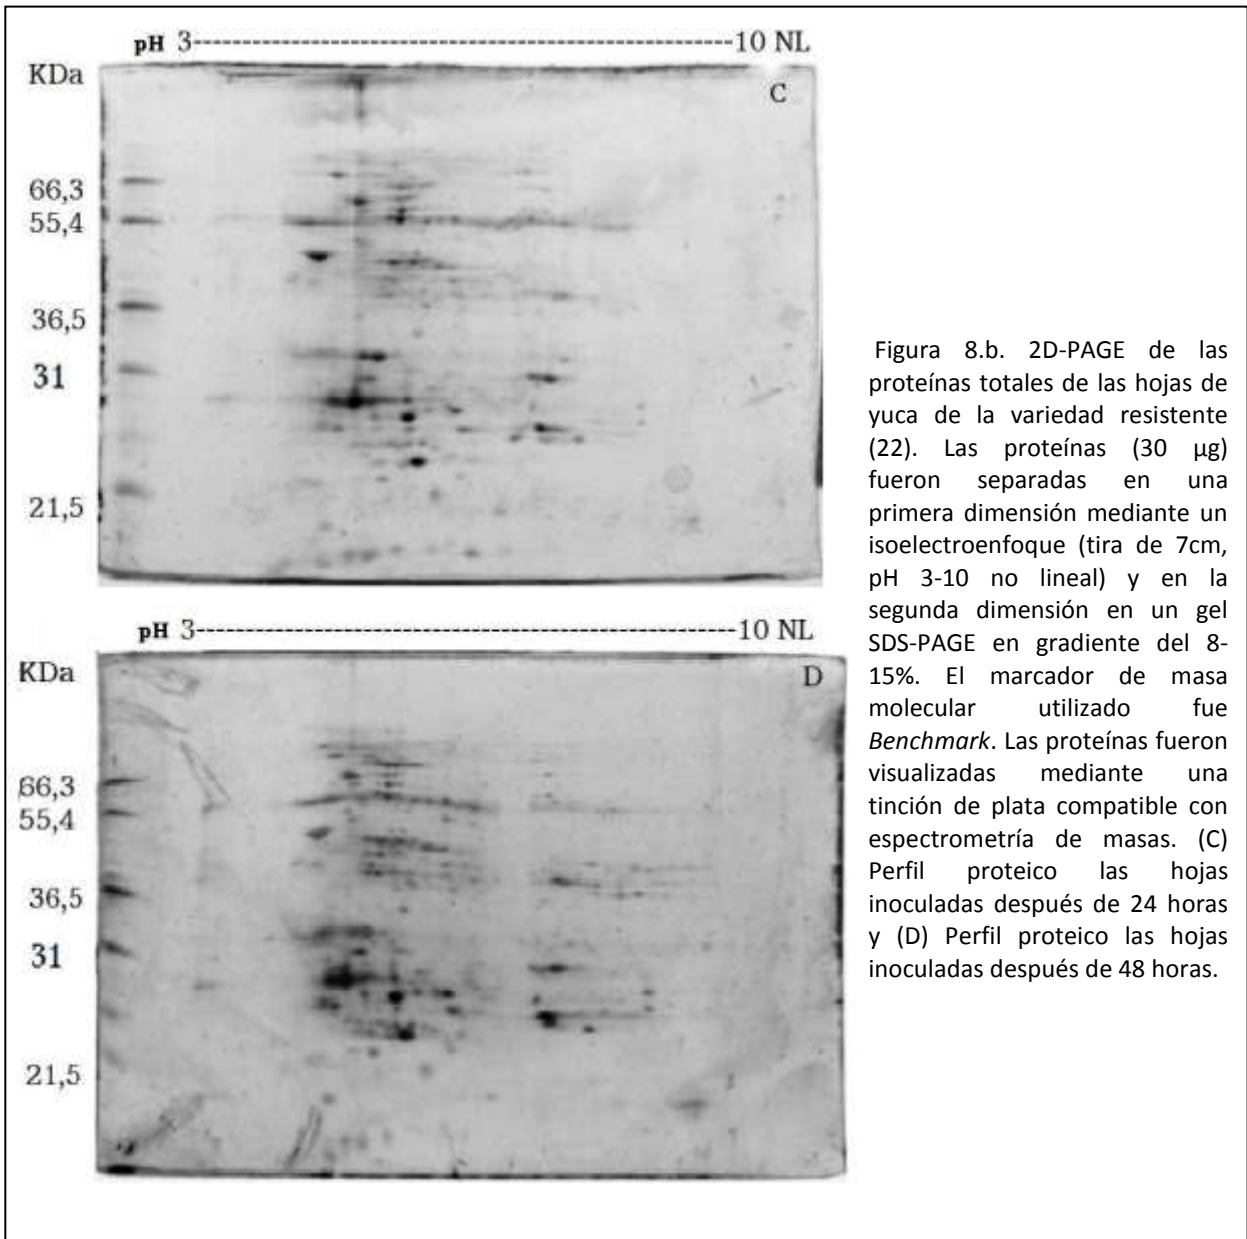 pH 3---------------------------------------------10 NL
KDa
C
66,3
55,4
36,5
31
21,5
pH 3---------------------------------------------10 NL
KDa
D
66,3
55,4
36,5
31
21,5
Figura 8.b. 2D-PAGE de las
proteínas totales de las hojas de
yuca de la variedad resistente
(22). Las proteínas (30 µg)
fueron separadas en una
primera dimensión mediante un
isoelectroenfoque (tira de 7cm,
pH 3-10 no lineal) y en la
segunda dimensión en un gel
SDS-PAGE en gradiente del 8-
15%. El marcador de masa
molecular utilizado fue
Benchmark. Las proteínas fueron
visualizadas mediante una
tinción de plata compatible con
espectrometría de masas. (C)
Perfil proteico las hojas
inoculadas después de 24 horas
y (D) Perfil proteico las hojas
inoculadas después de 48 horas.